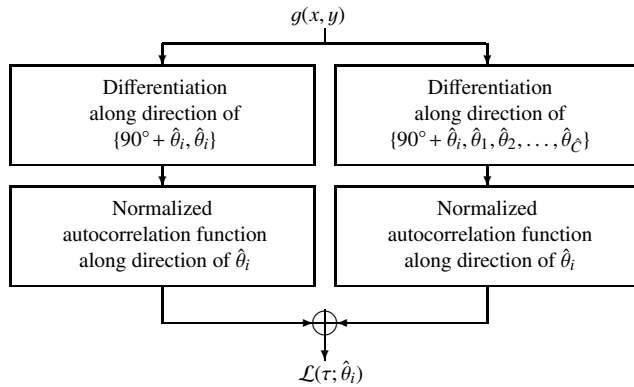 g(x, y)
Differentiation
along direction of
{90° + θ̂ᵢ, θ̂ᵢ}
Differentiation
along direction of
{90° + θ̂ᵢ, θ̂₁, θ̂₂, . . . , θ̂_Ĉ}
Normalized
autocorrelation function
along direction of θ̂ᵢ
Normalized
autocorrelation function
along direction of θ̂ᵢ
ℒ(τ; θ̂ᵢ)